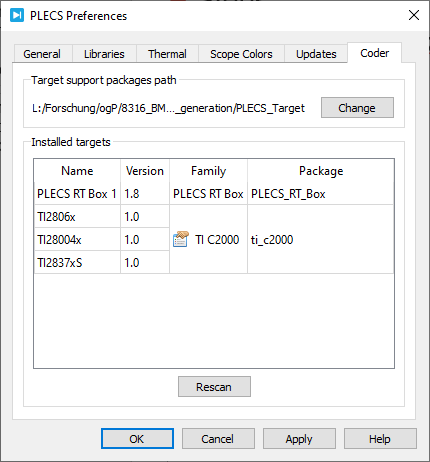 PLECS Preferences
General Libraries Thermal Scope Colors Updates Coder
Target support packages path
L:/Forschung/ogP/8316_BM..._generation/PLECS_Target Change
Installed targets
Name Version Family Package
PLECS RT Box 1 1.8 PLECS RT Box PLECS_RT_Box
TI2806x 1.0
TI28004x 1.0 TI C2000 ti_c2000
TI2837xS 1.0
Rescan
OK Cancel Apply Help